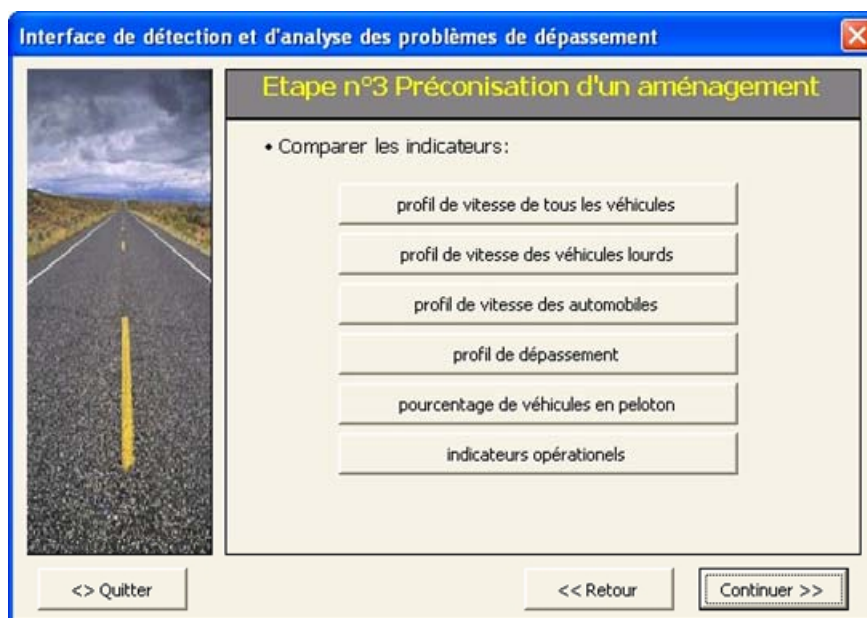 Interface de détection et d'analyse des problèmes de dépassement
Etape n°3 Préconisation d'un aménagement
• Comparer les indicateurs:
profil de vitesse de tous les véhicules
profil de vitesse des véhicules lourds
profil de vitesse des automobiles
profil de dépassement
pourcentage de véhicules en peloton
indicateurs opérationels
<> Quitter
<< Retour
Continuer >>